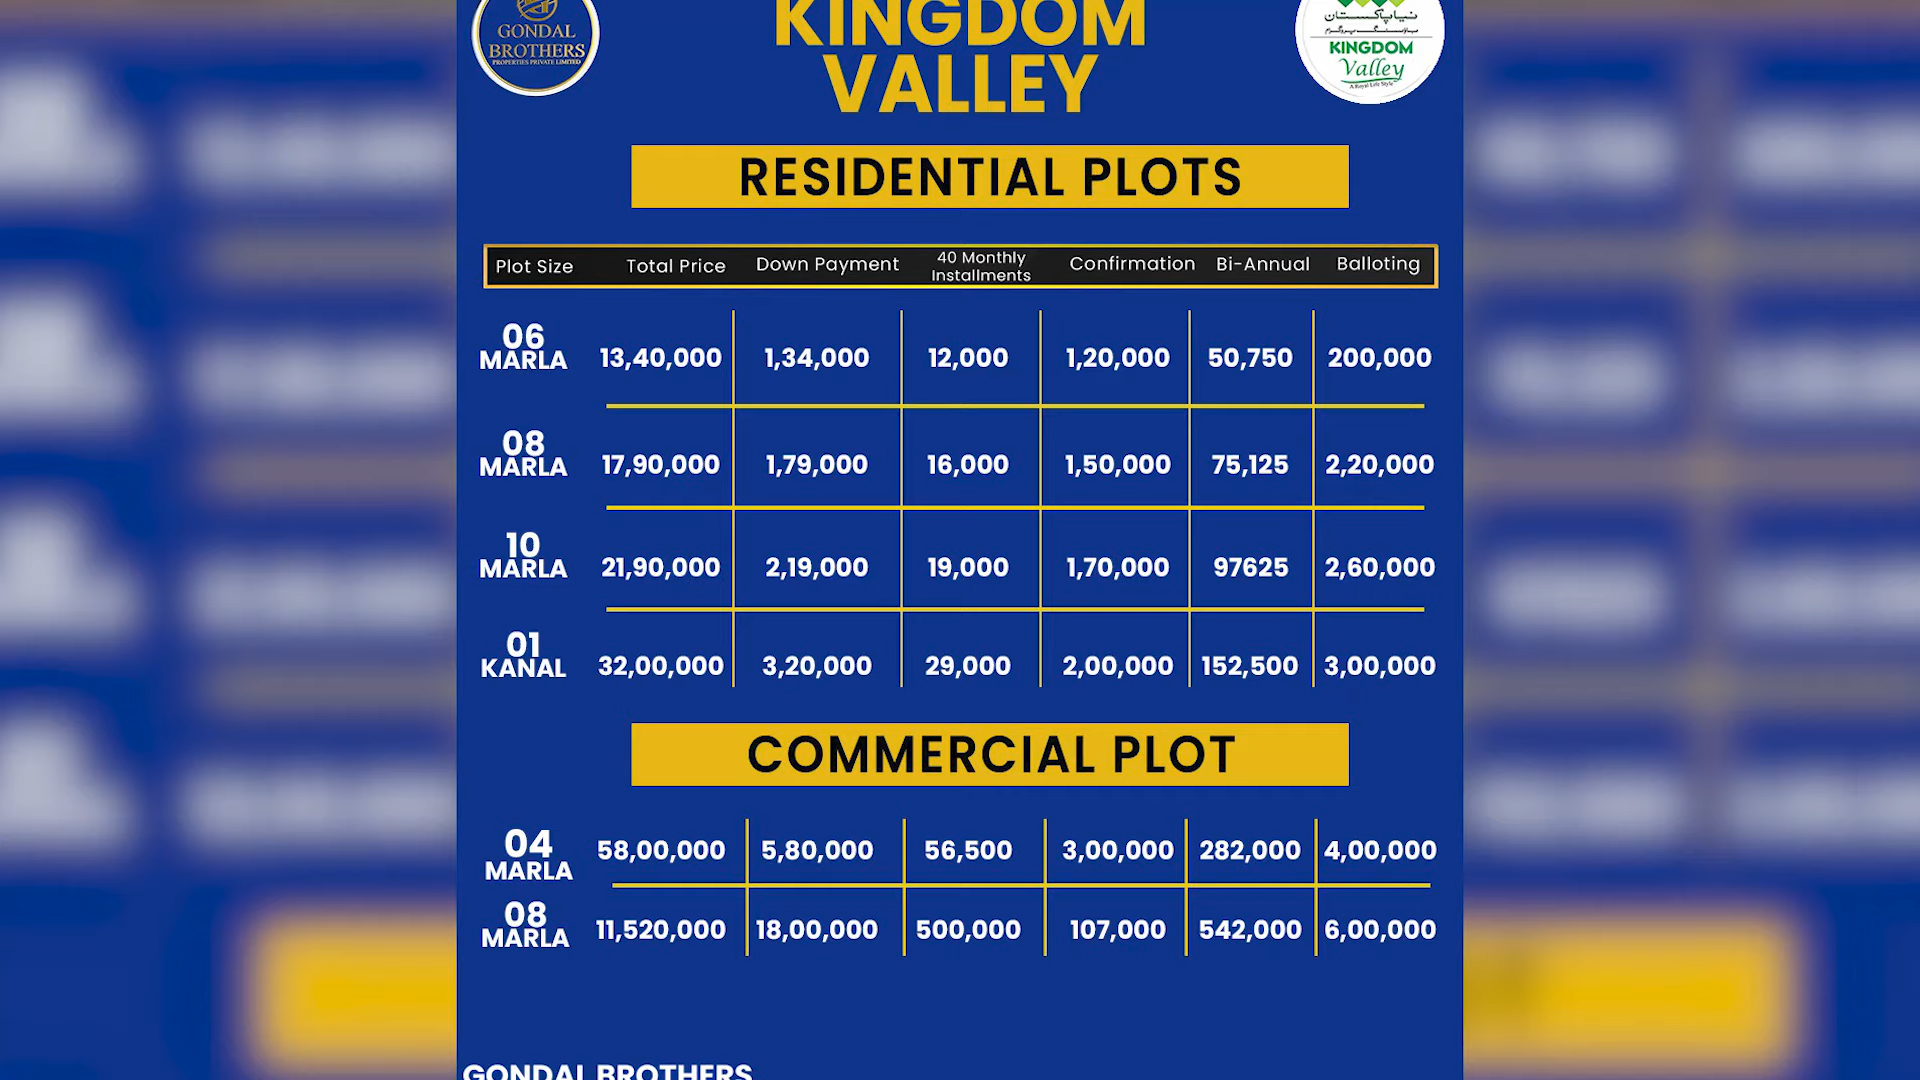 GONDAL
BROTHERS
PROPERTIES PRIVATE LIMITED
KINGDOM
VALLEY
نیا پاکستان
ہاؤسنگ پروگرام
KINGDOM
Valley
A Royal Life Style
RESIDENTIAL PLOTS
Plot Size Total Price Down Payment 40 Monthly Installments Confirmation Bi-Annual Balloting
06 MARLA 13,40,000 1,34,000 12,000 1,20,000 50,750 200,000
08 MARLA 17,90,000 1,79,000 16,000 1,50,000 75,125 2,20,000
10 MARLA 21,90,000 2,19,000 19,000 1,70,000 97625 2,60,000
01 KANAL 32,00,000 3,20,000 29,000 2,00,000 152,500 3,00,000
COMMERCIAL PLOT
04 MARLA 58,00,000 5,80,000 56,500 3,00,000 282,000 4,00,000
08 MARLA 11,520,000 18,00,000 500,000 107,000 542,000 6,00,000
GONDAL BROTHERS